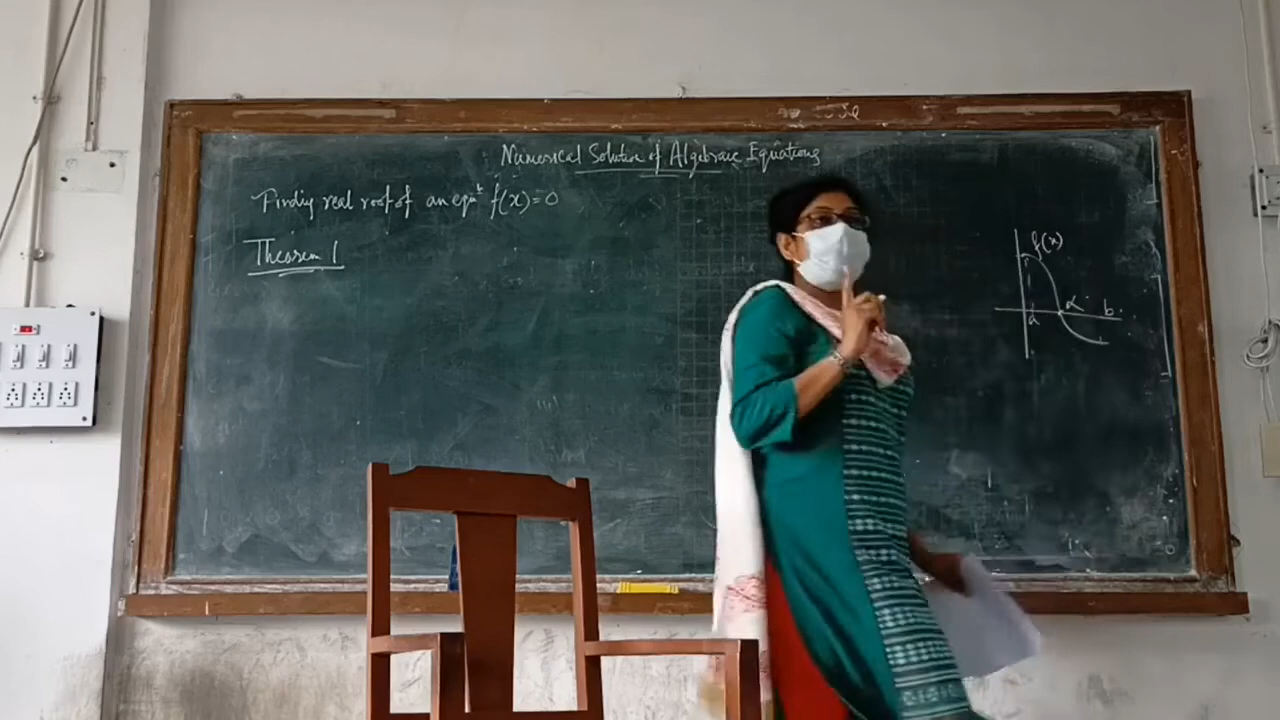 Numerical Solution of Algebraic Equations
Finding real root of an eqn f(x)=0
Theorem 1
f(x)
a
α
b